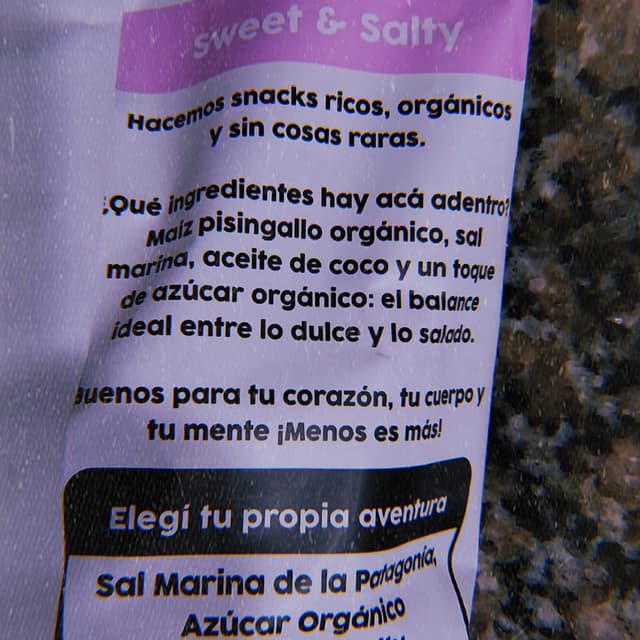 Sweet & Salty
Hacemos snacks ricos, orgánicos
y sin cosas raras.
¿Qué ingredientes hay acá adentro?
Maíz pisingallo orgánico, sal
marina, aceite de coco y un toque
de azúcar orgánico: el balance
ideal entre lo dulce y lo salado.
Buenos para tu corazón, tu cuerpo y
tu mente ¡Menos es más!
Elegí tu propia aventura
Sal Marina de la Patagonia,
Azúcar Orgánico